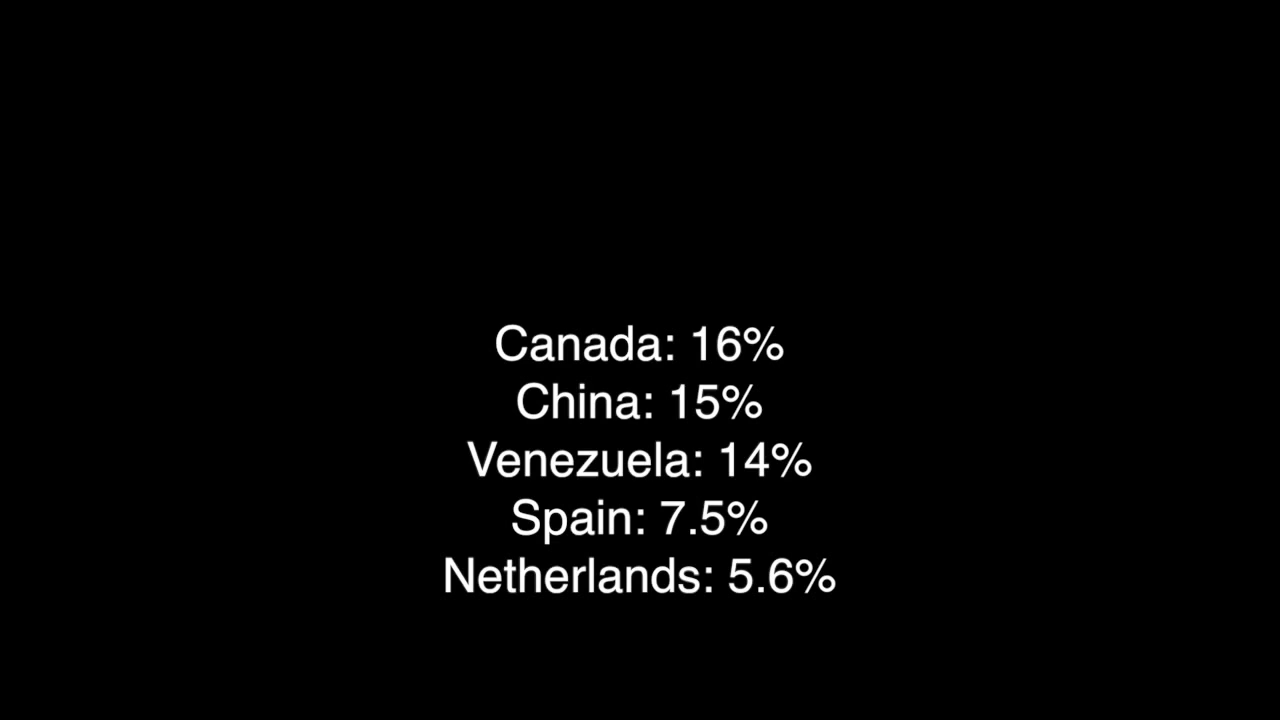 Canada: 16%
China: 15%
Venezuela: 14%
Spain: 7.5%
Netherlands: 5.6%